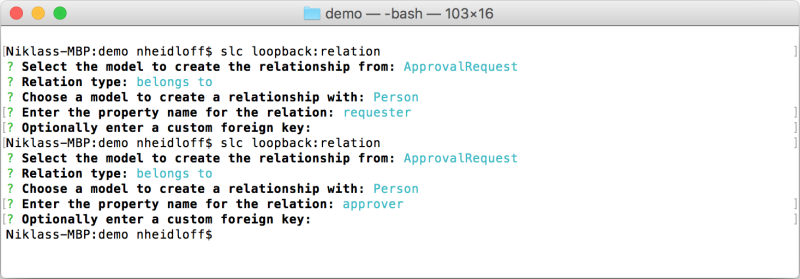 demo — -bash — 103×16
[Niklass-MBP:demo nheidloff$ slc loopback:relation ]
? Select the model to create the relationship from: ApprovalRequest
? Relation type: belongs to
? Choose a model to create a relationship with: Person
[? Enter the property name for the relation: requester ]
[? Optionally enter a custom foreign key: ]
[Niklass-MBP:demo nheidloff$ slc loopback:relation ]
? Select the model to create the relationship from: ApprovalRequest
? Relation type: belongs to
? Choose a model to create a relationship with: Person
[? Enter the property name for the relation: approver ]
[? Optionally enter a custom foreign key: ]
Niklass-MBP:demo nheidloff$